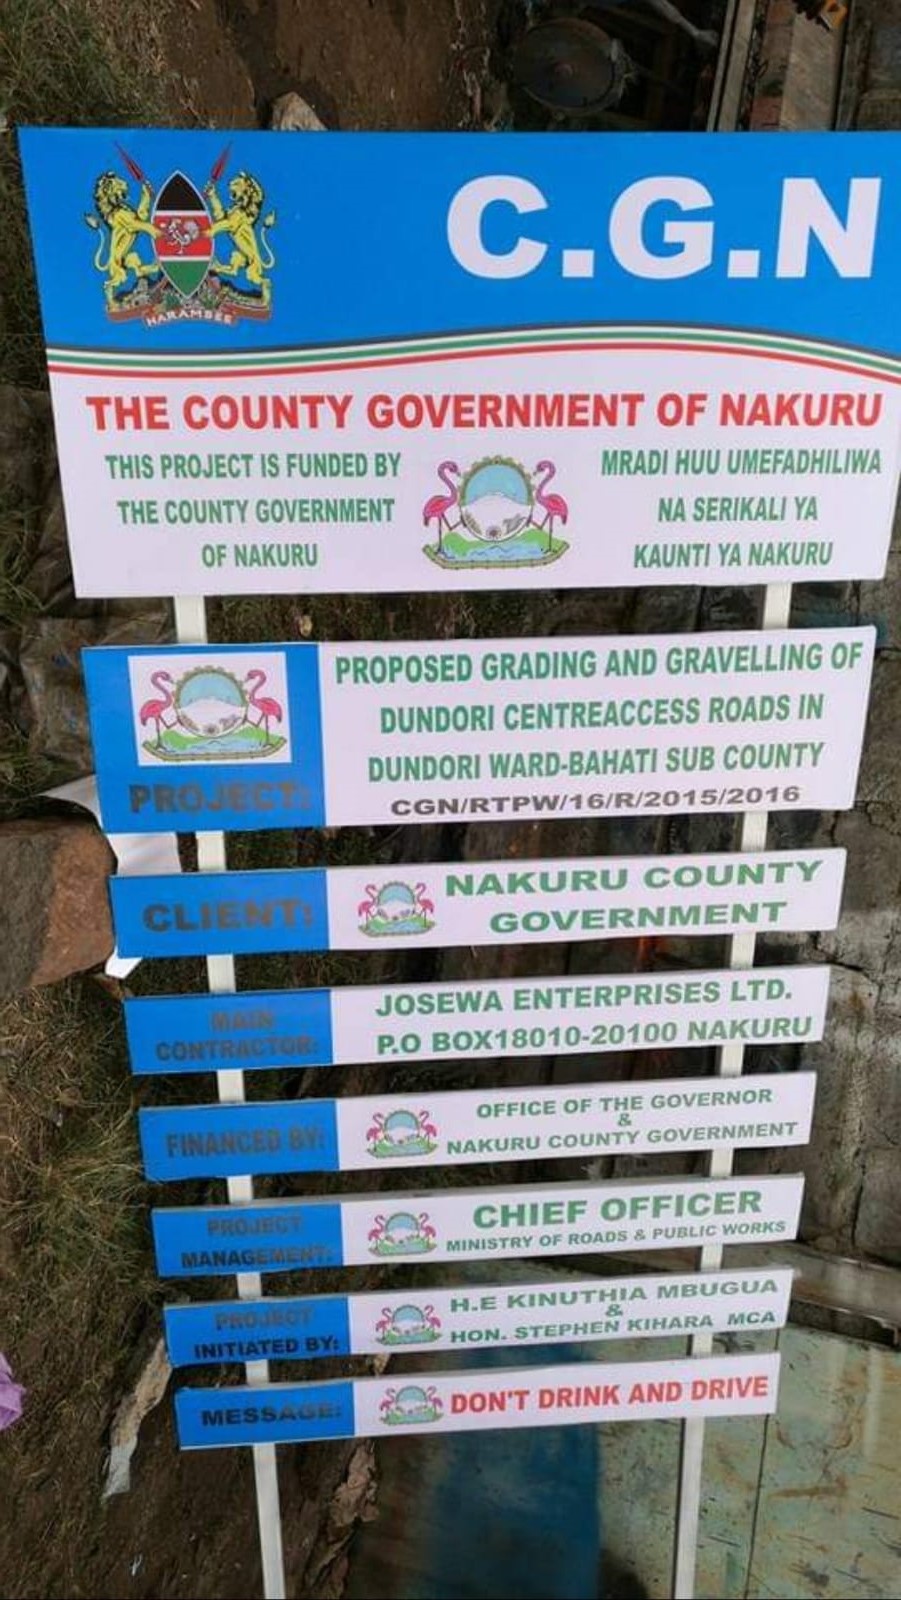 C.G.N
HARAMBEE
THE COUNTY GOVERNMENT OF NAKURU
THIS PROJECT IS FUNDED BY
THE COUNTY GOVERNMENT
OF NAKURU
MRADI HUU UMEFADHILIWA
NA SERIKALI YA
KAUNTI YA NAKURU
PROJECT:
PROPOSED GRADING AND GRAVELLING OF
DUNDORI CENTREACCESS ROADS IN
DUNDORI WARD-BAHATI SUB COUNTY
CGN/RTPW/16/R/2015/2016
CLIENT:
NAKURU COUNTY
GOVERNMENT
MAIN
CONTRACTOR:
JOSEWA ENTERPRISES LTD.
P.O BOX18010-20100 NAKURU
FINANCED BY:
OFFICE OF THE GOVERNOR
&
NAKURU COUNTY GOVERNMENT
PROJECT
MANAGEMENT:
CHIEF OFFICER
MINISTRY OF ROADS & PUBLIC WORKS
PROJECT
INITIATED BY:
H.E KINUTHIA MBUGUA
&
HON. STEPHEN KIHARA MCA
MESSAGE:
DON'T DRINK AND DRIVE